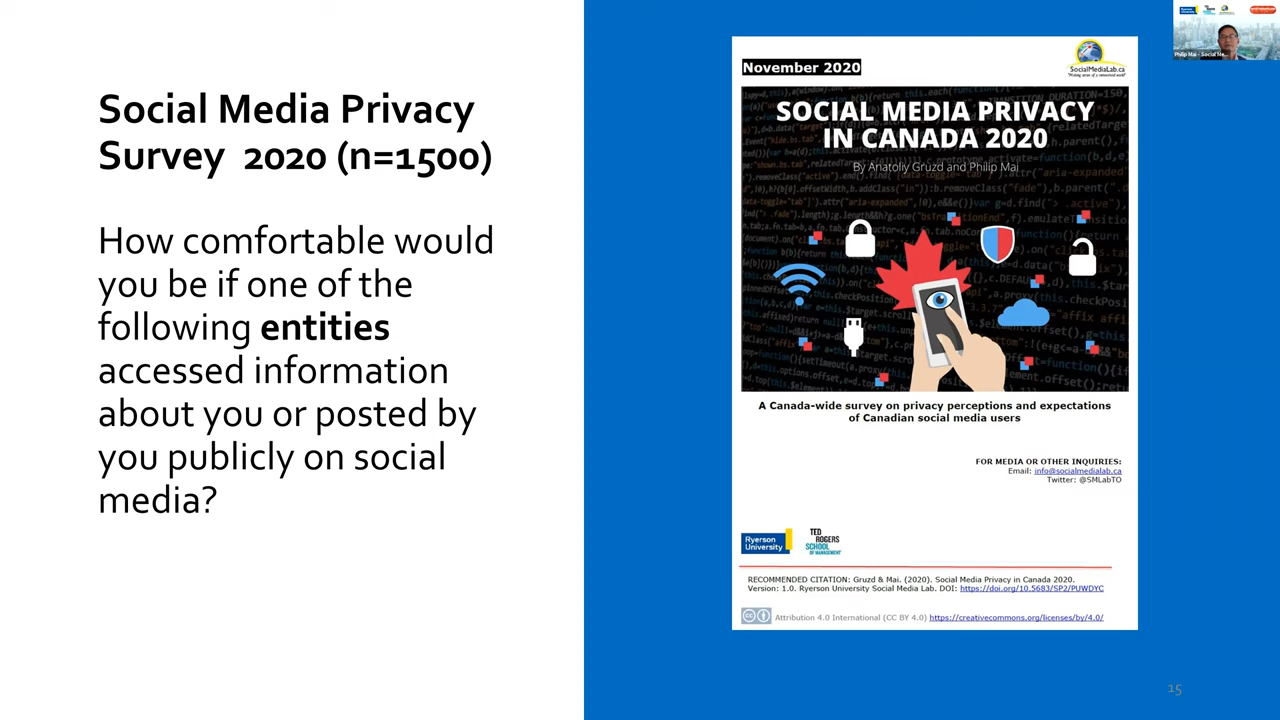 Social Media Privacy
Survey 2020 (n=1500)
How comfortable would
you be if one of the
following entities
accessed information
about you or posted by
you publicly on social
media?
November 2020
SocialMediaLab.ca
SOCIAL MEDIA PRIVACY
IN CANADA 2020
By Anatoliy Gruzd and Philip Mai
A Canada-wide survey on privacy perceptions and expectations
of Canadian social media users
FOR MEDIA OR OTHER INQUIRIES:
Email: info@socialmedialab.ca
Twitter: @SMLabTO
Ryerson
University
TED
ROGERS
SCHOOL
OF MANAGEMENT
RECOMMENDED CITATION: Gruzd & Mai. (2020). Social Media Privacy in Canada 2020.
Version: 1.0. Ryerson University Social Media Lab. DOI: https://doi.org/10.5683/SP2/PUWDYC
Attribution 4.0 International (CC BY 4.0) https://creativecommons.org/licenses/by/4.0/
15
Philip Mai - Social Me...